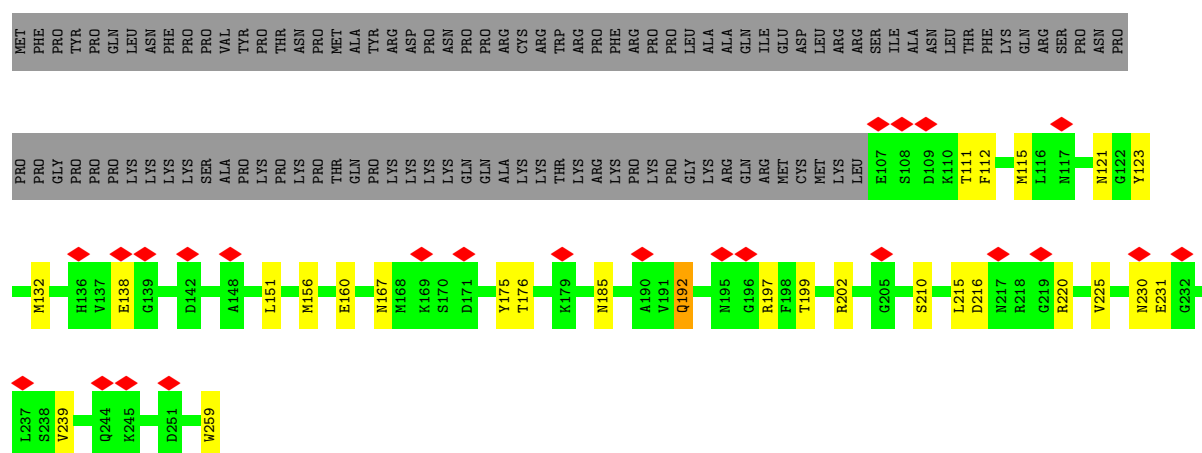 MET PHE PRO TYR PRO GLN LEU ASN PHE PRO PRO VAL TYR PRO THR ASN PRO MET ALA TYR ARG ASP PRO ASN PRO PRO ARG CYS ARG TRP ARG PRO PHE ARG PRO PRO LEU ALA ALA GLN ILE GLU ASP LEU ARG ARG SER ILE ALA ASN LEU THR PHE LYS GLN ARG SER PRO ASN PRO
PRO PRO GLY PRO PRO PRO PRO LYS LYS LYS LYS SER ALA PRO LYS PRO LYS PRO THR GLN PRO LYS LYS LYS GLN GLN ALA LYS LYS THR LYS ARG LYS PRO LYS PRO GLY LYS ARG GLN ARG MET CYS MET LYS LEU E107 S108 D109 K110 T111 F112 M115 L116 N117 N121 G122 Y123
M132 H136 V137 E138 G139 D142 A148 L151 M156 E160 N167 M168 K169 S170 D171 Y175 T176 K179 N185 A190 V191 Q192 N195 G196 R197 F198 T199 R202 G205 S210 L215 D216 N217 R218 G219 R220 V225 N230 E231 G232
L237 S238 V239 Q244 K245 D251 W259